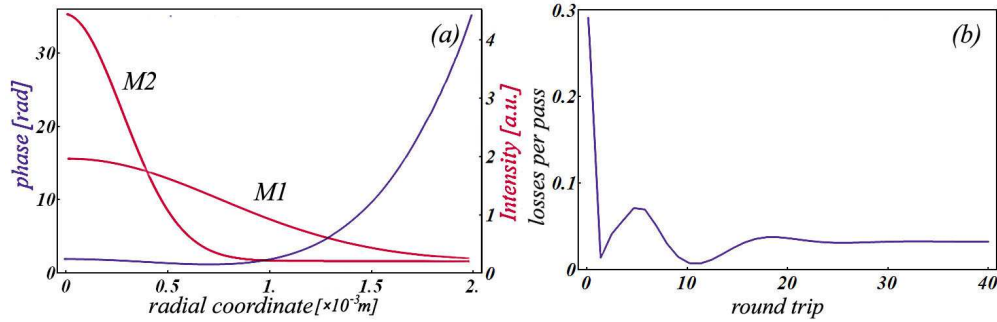 (a)
M2
M1
phase [rad]
30
20
10
0
Intensity [a.u.]
4
3
2
1
0
0 0.5 1. 1.5 2.
radial coordinate [×10⁻³m]
(b)
losses per pass
0.3
0.2
0.1
0
0 10 20 30 40
round trip